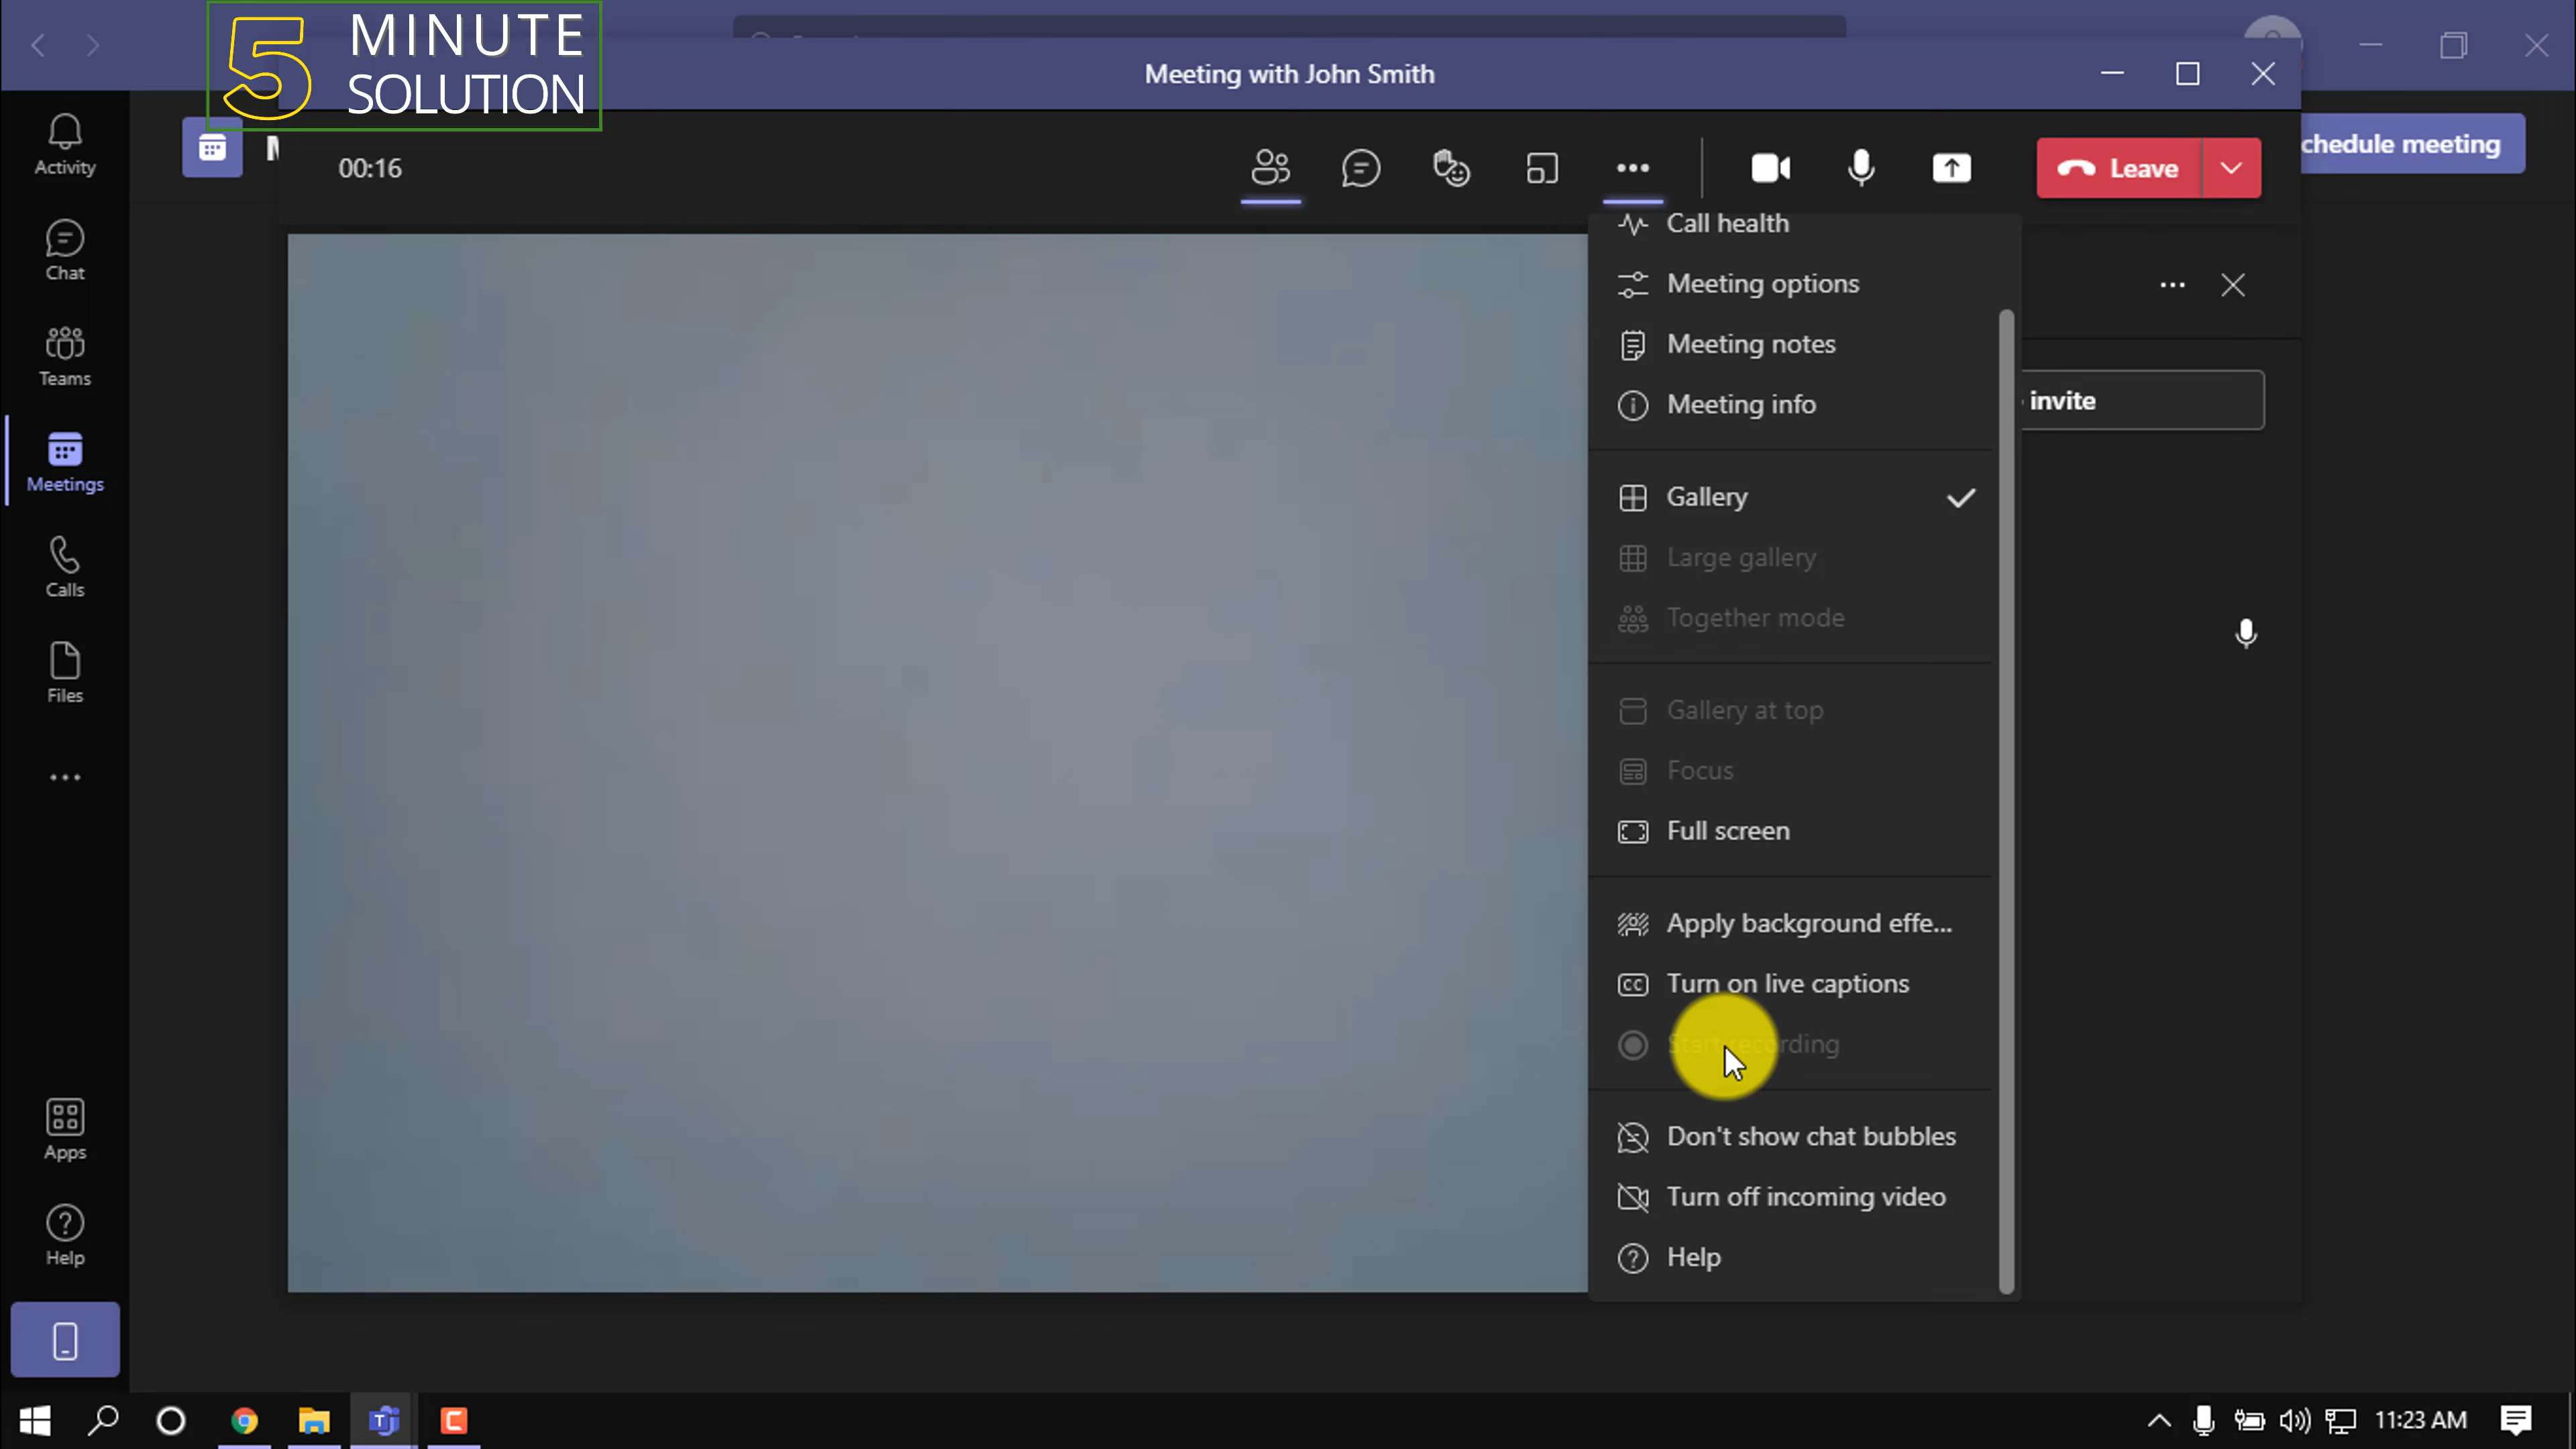 5 MINUTE
SOLUTION
Meeting with John Smith
Activity
Chat
Teams
Meetings
Calls
Files
Apps
Help
00:16
Leave
chedule meeting
Call health
Meeting options
Meeting notes
Meeting info
Gallery
Large gallery
Together mode
Gallery at top
Focus
Full screen
Apply background effe...
CC Turn on live captions
Start recording
Don't show chat bubbles
Turn off incoming video
Help
invite
11:23 AM